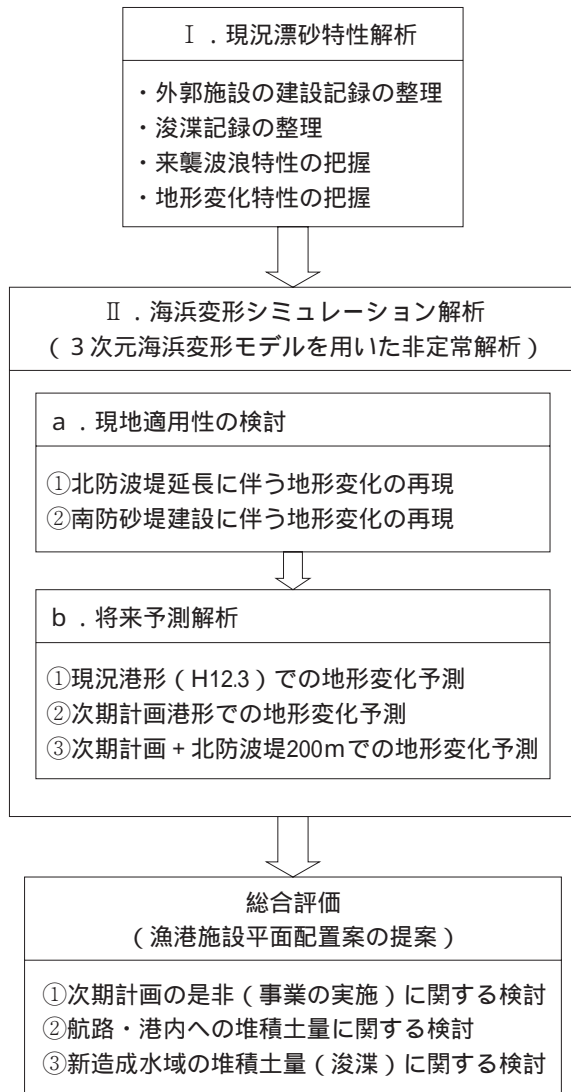 Ⅰ．現況漂砂特性解析
・外郭施設の建設記録の整理
・浚渫記録の整理
・来襲波浪特性の把握
・地形変化特性の把握
Ⅱ．海浜変形シミュレーション解析
（３次元海浜変形モデルを用いた非定常解析）
ａ．現地適用性の検討
①北防波堤延長に伴う地形変化の再現
②南防砂堤建設に伴う地形変化の再現
ｂ．将来予測解析
①現況港形（H12.3）での地形変化予測
②次期計画港形での地形変化予測
③次期計画＋北防波堤200mでの地形変化予測
総合評価
（漁港施設平面配置案の提案）
①次期計画の是非（事業の実施）に関する検討
②航路・港内への堆積土量に関する検討
③新造成水域の堆積土量（浚渫）に関する検討